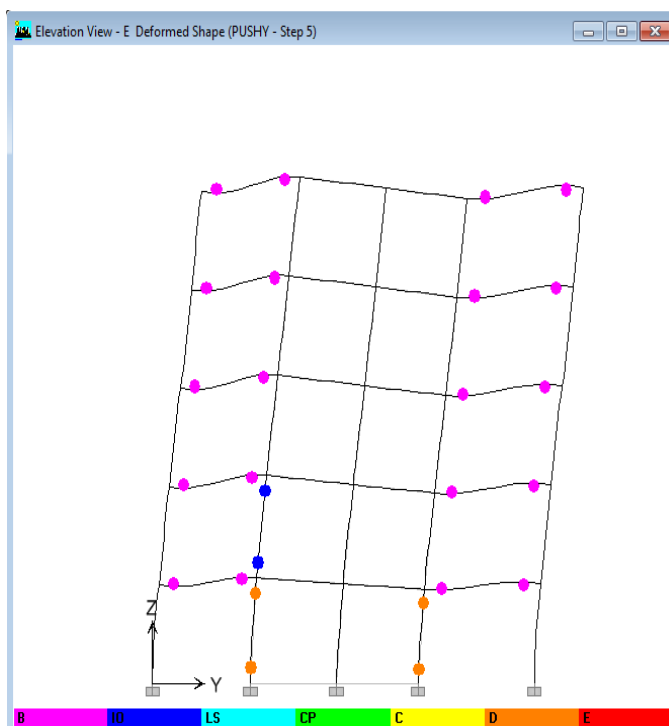 Elevation View - E Deformed Shape (PUSHY - Step 5)
Z
Y
B IO LS CP C D E